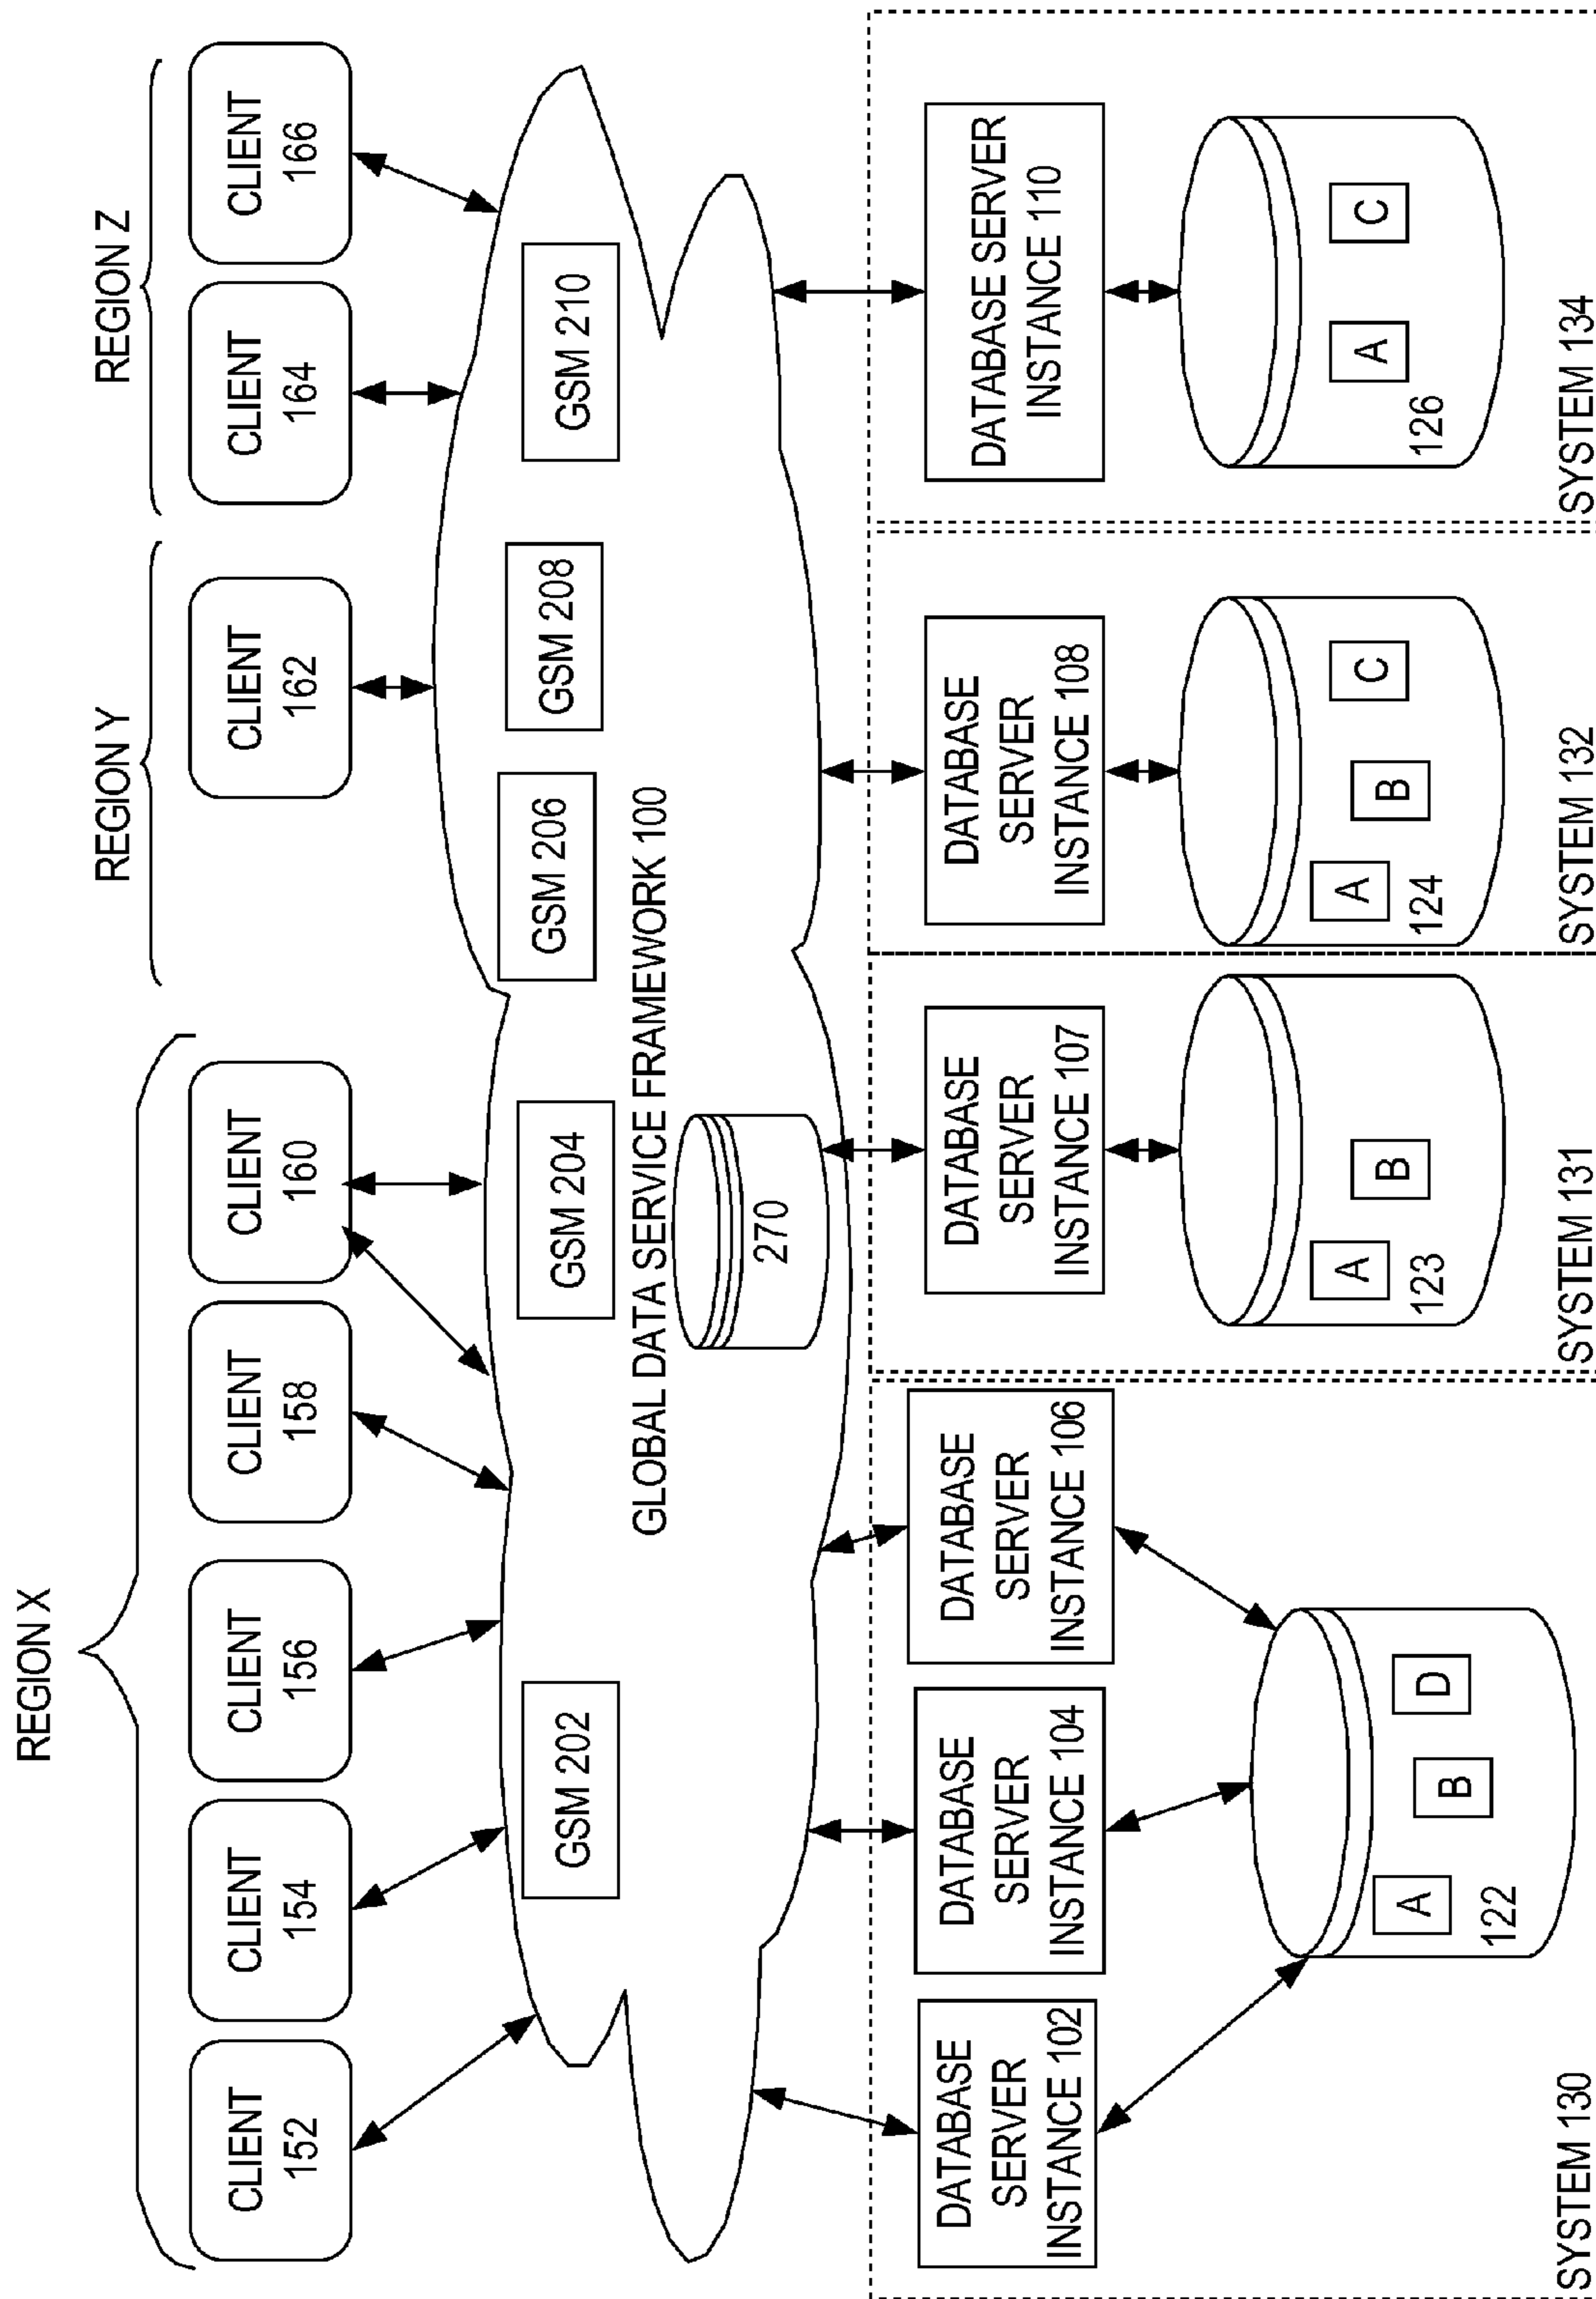 REGION X
REGION Y
REGION Z
CLIENT
152
CLIENT
154
CLIENT
156
CLIENT
158
CLIENT
160
CLIENT
162
CLIENT
164
CLIENT
166
GSM 202
GSM 204
GSM 206
GSM 208
GSM 210
GLOBAL DATA SERVICE FRAMEWORK 100
270
DATABASE
SERVER
INSTANCE 102
DATABASE
SERVER
INSTANCE 104
DATABASE
SERVER
INSTANCE 106
DATABASE
SERVER
INSTANCE 107
DATABASE
SERVER
INSTANCE 108
DATABASE SERVER
INSTANCE 110
A
B
D
122
A
B
123
A
B
C
124
A
C
126
SYSTEM 130
SYSTEM 131
SYSTEM 132
SYSTEM 134